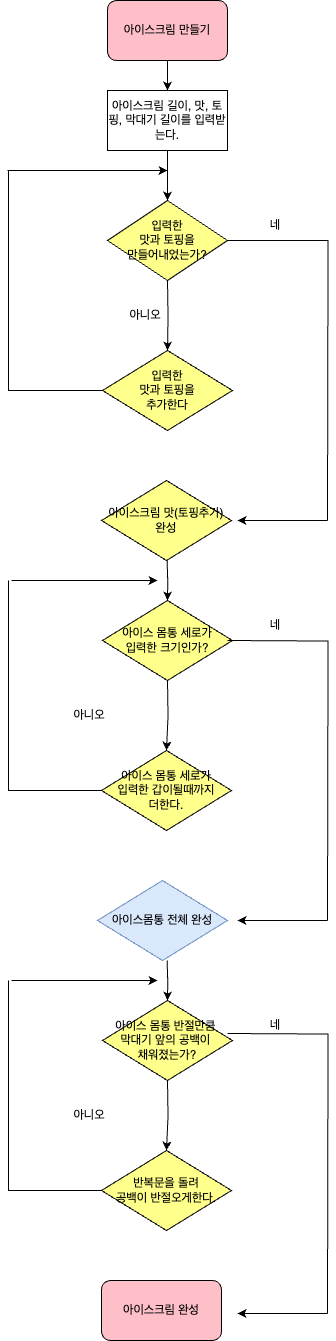 아이스크림 만들기
아이스크림 길이, 맛, 토
핑, 막대기 길이를 입력받
는다.
입력한
맛과 토핑을
만들어내었는가?
네
아니오
입력한
맛과 토핑을
추가한다
아이스크림 맛(토핑추가)
완성
아이스 몸통 세로가
입력한 크기인가?
네
아니오
아이스 몸통 세로가
입력한 값이될때까지
더한다.
아이스몸통 전체 완성
아이스 몸통 반절만큼
막대기 앞의 공백이
채워졌는가?
네
아니오
반복문을 돌려
공백이 반절오게한다
아이스크림 완성